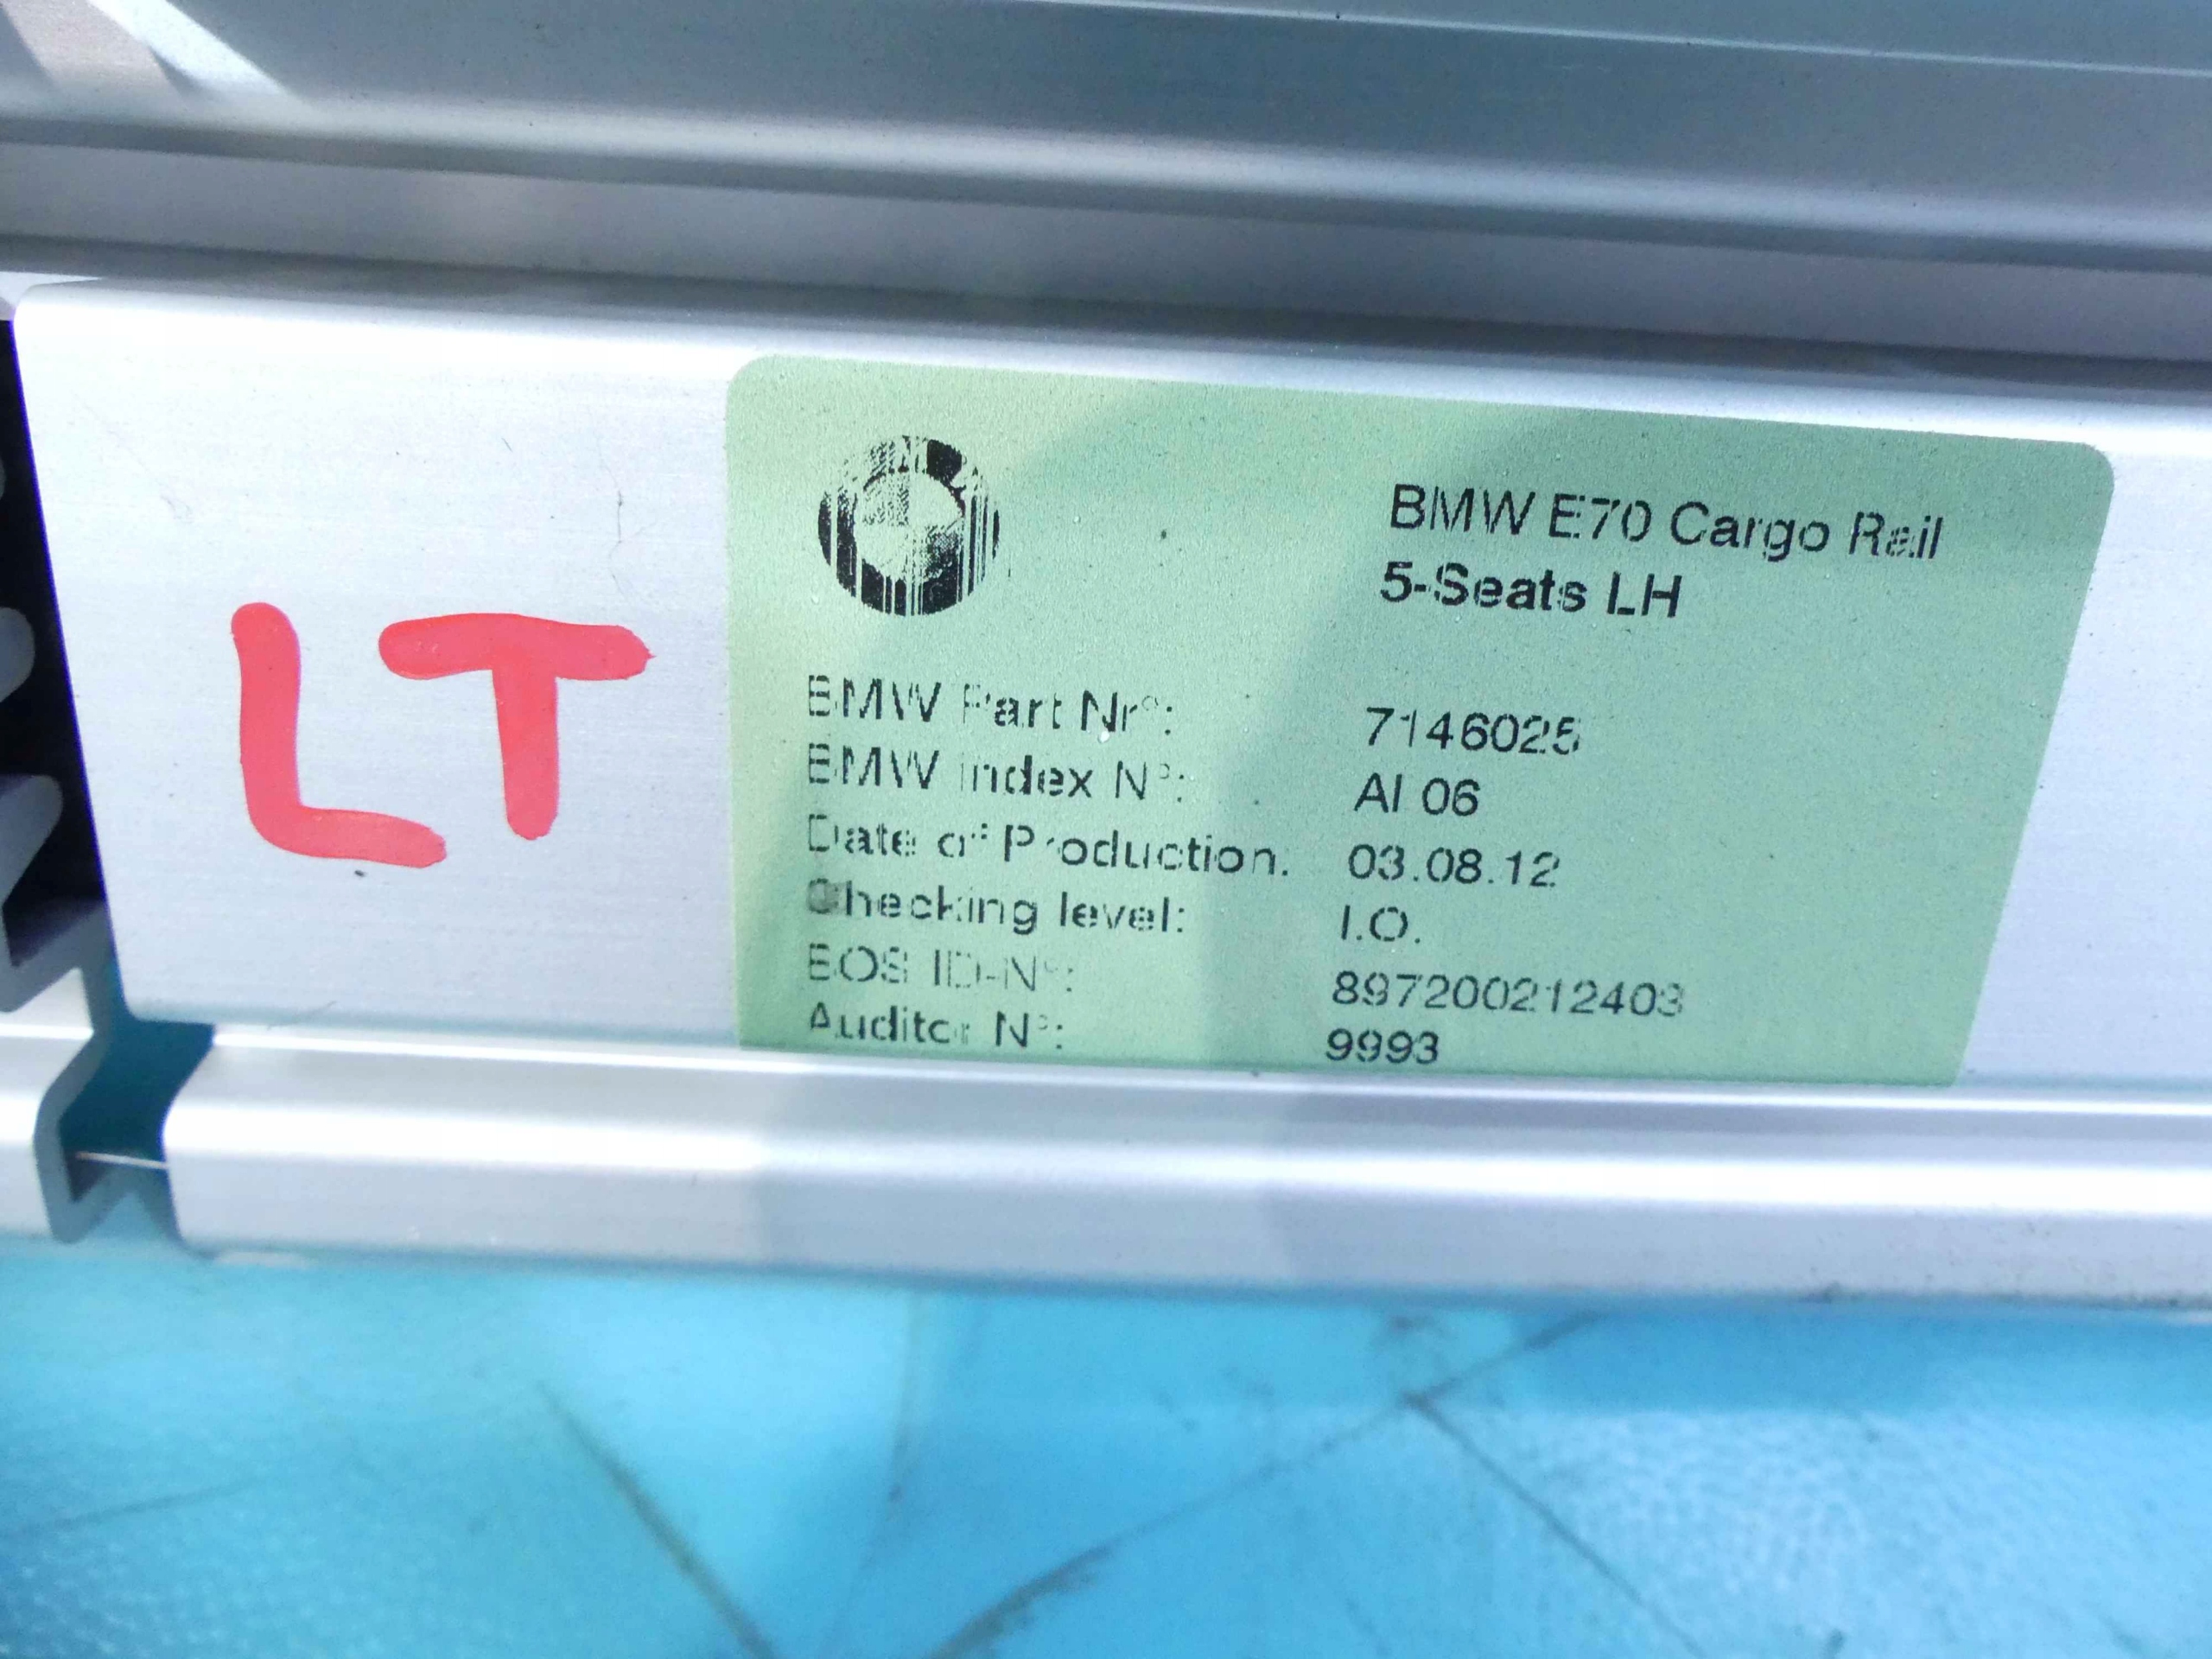 LT
BMW E70 Cargo Rail
5-Seats LH
BMW Part Nr°: 7146025
BMW Index N°: AI 06
Date of Production: 03.08.12
Checking level: I.O.
EOS ID-N°: 897200212403
Auditor N°: 9993